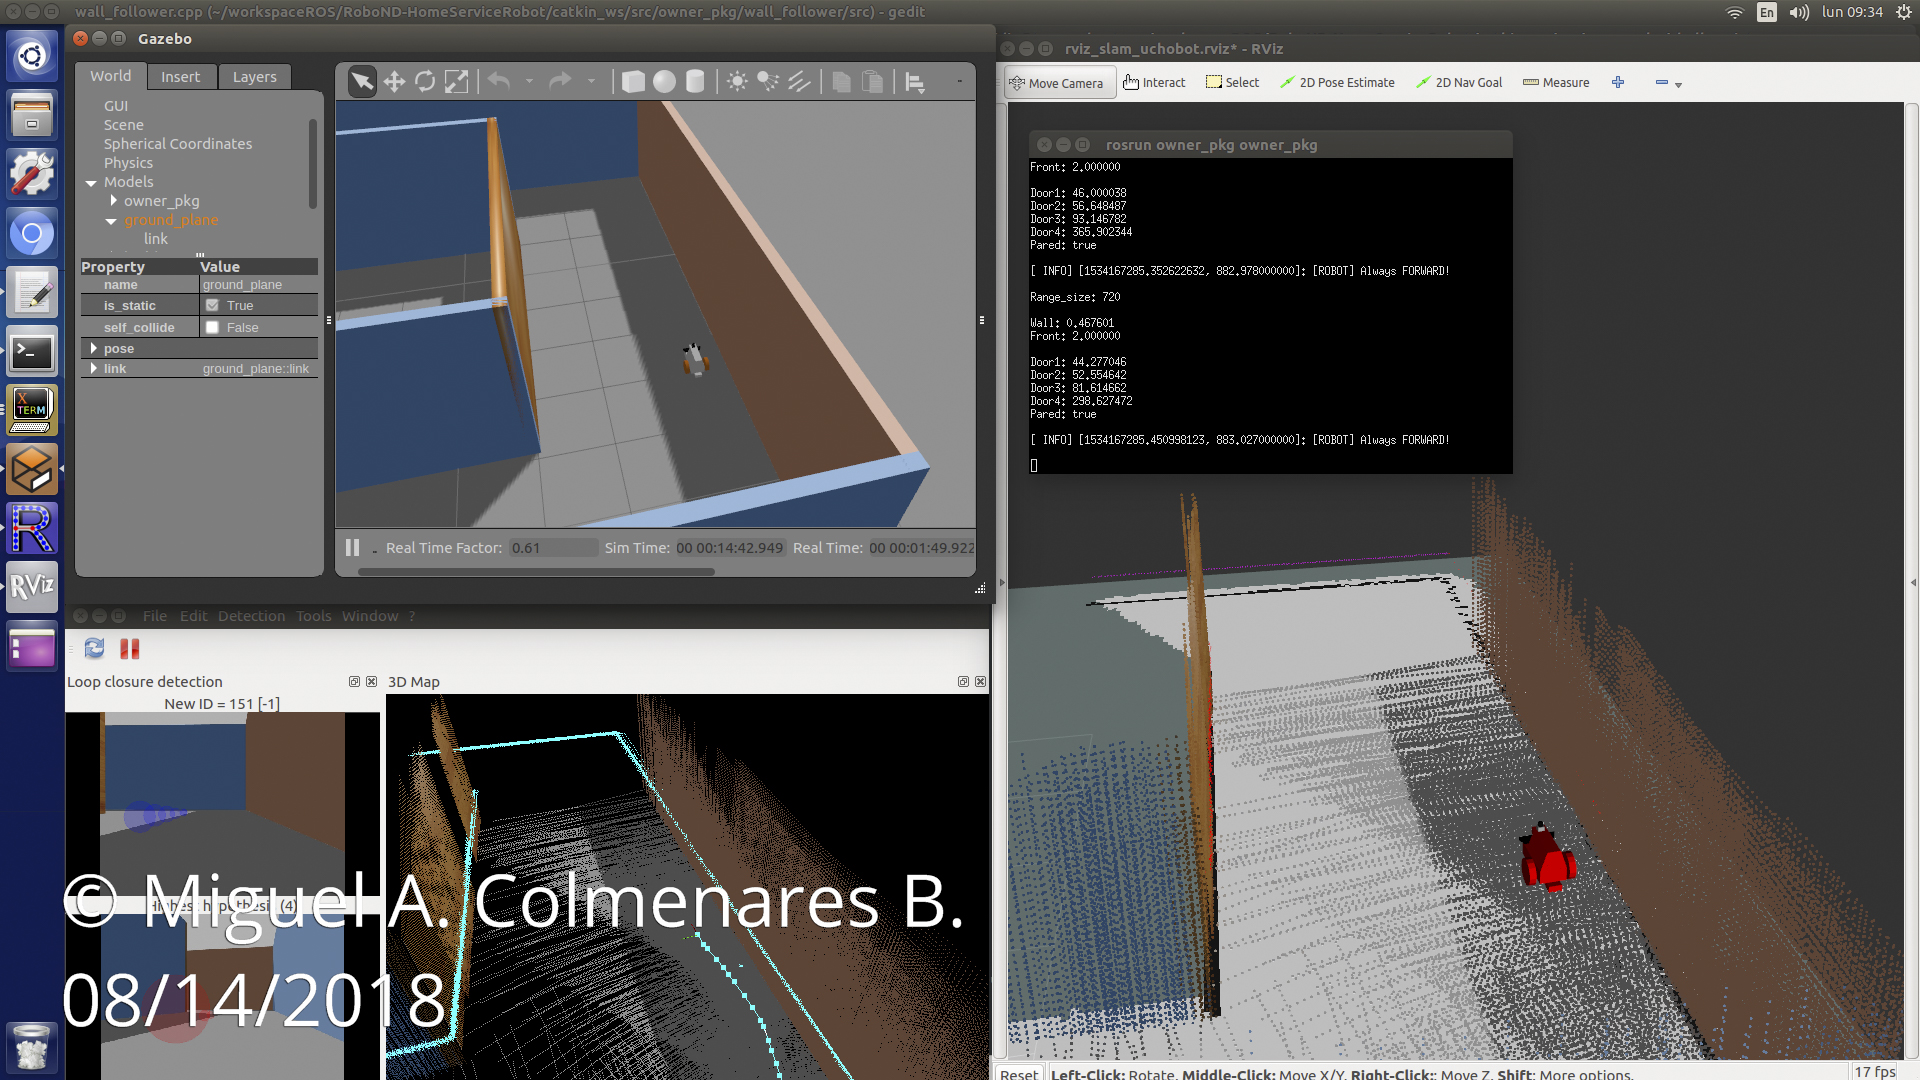 wall_follower.cpp (~/workspaceROS/RoboND-HomeServiceRobot/catkin_ws/src/owner_pkg/wall_follower/src) - gedit
En
lun 09:34
Gazebo
World
Insert
Layers
GUI
Scene
Spherical Coordinates
Physics
Models
owner_pkg
ground_plane
link
Property Value
name ground_plane
is_static True
self_collide False
pose
link ground_plane::link
Real Time Factor: 0.61 Sim Time: 00 00:14:42.949 Real Time: 00 00:01:49.922
rviz_slam_uchobot.rviz* - RViz
Move Camera Interact Select 2D Pose Estimate 2D Nav Goal Measure
rosrun owner_pkg owner_pkg
Front: 2.000000
Door1: 46.000038
Door2: 56.648487
Door3: 93.146782
Door4: 365.902344
Pared: true
[ INFO] [1534167285.352622632, 882.978000000]: [ROBOT] Always FORWARD!
Range_size: 720
Wall: 0.467601
Front: 2.000000
Door1: 44.277046
Door2: 52.554642
Door3: 81.614662
Door4: 298.627472
Pared: true
[ INFO] [1534167285.450998123, 883.027000000]: [ROBOT] Always FORWARD!
X
TERM
R
RViz
File Edit Detection Tools Window ?
Loop closure detection
New ID = 151 [-1]
3D Map
Highest hypothesis (4)
© Miguel A. Colmenares B.
08/14/2018
Reset Left-Click: Rotate. Middle-Click: Move X/Y. Right-Click:: Move Z. Shift: More options.
17 fps